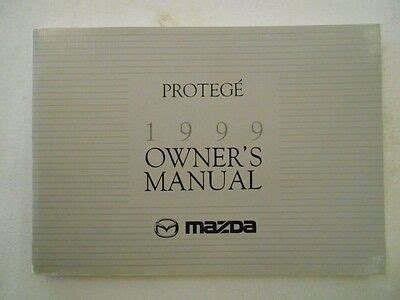 PROTEGÉ
1999
OWNER'S
MANUAL
mazda